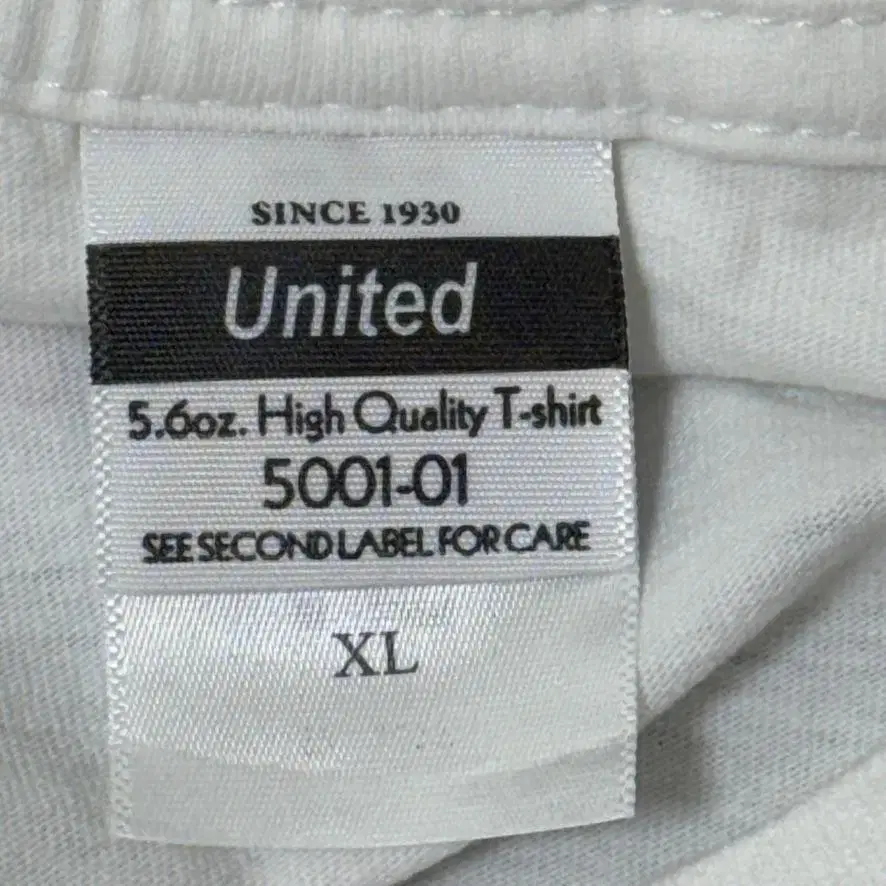 SINCE 1930
United
5.6oz. High Quality T-shirt
5001-01
SEE SECOND LABEL FOR CARE
XL